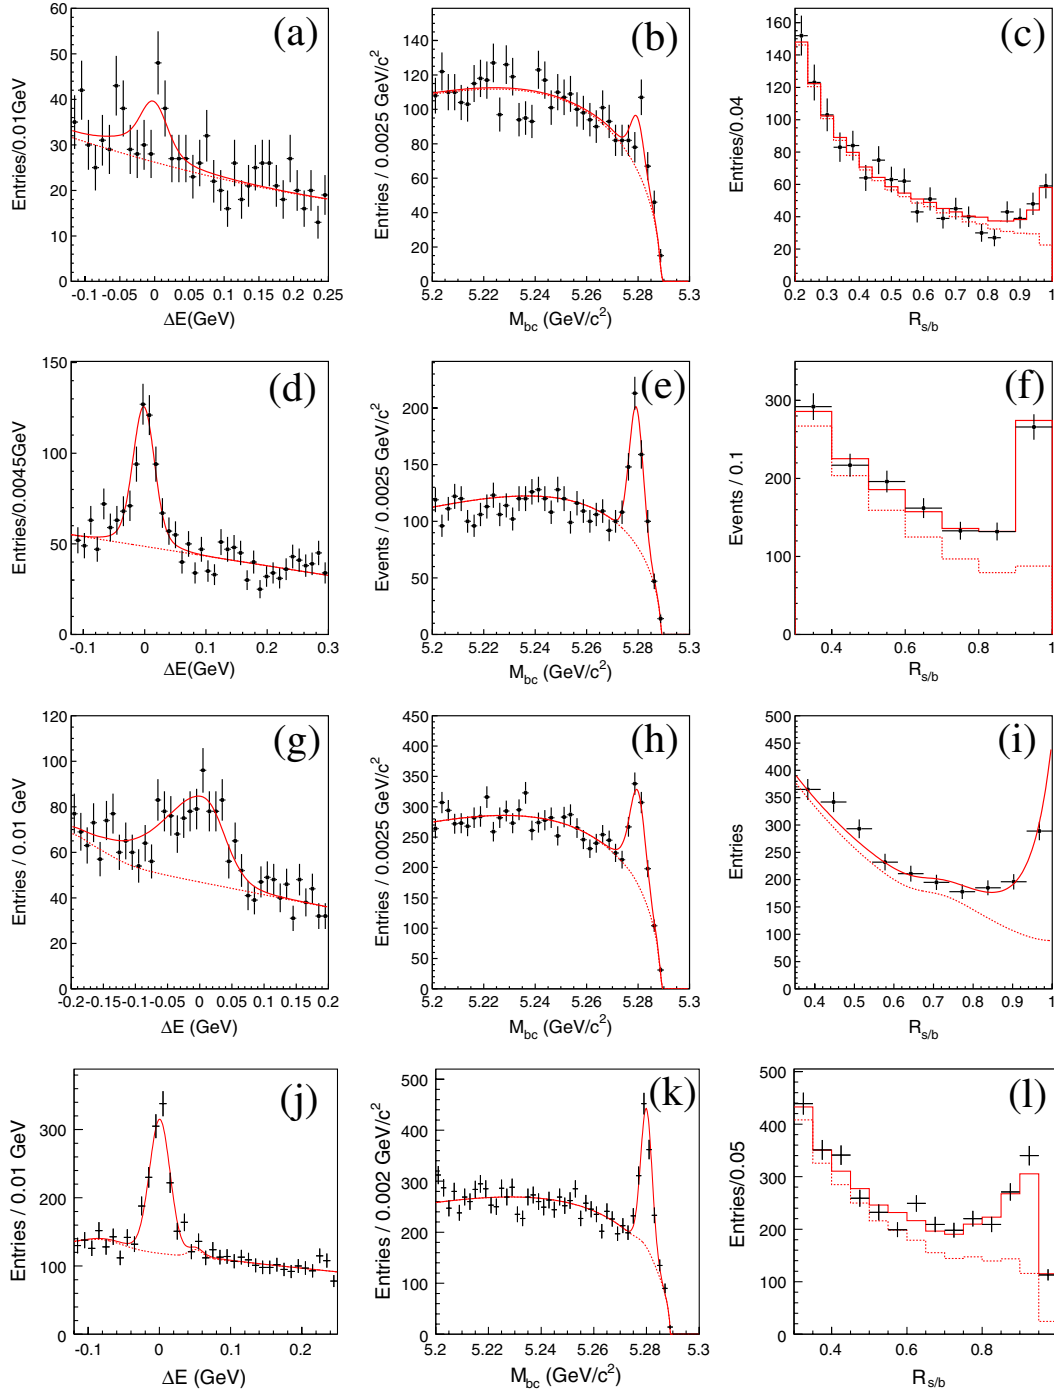 (a)
Entries/0.01GeV
60
50
40
30
20
10
0
-0.1 -0.05 0 0.05 0.1 0.15 0.2 0.25
ΔE(GeV)
(b)
Entries / 0.0025 GeV/c²
140
120
100
80
60
40
20
0
5.2 5.22 5.24 5.26 5.28 5.3
M_bc (GeV/c²)
(c)
Entries/0.04
160
140
120
100
80
60
40
20
0
0.2 0.3 0.4 0.5 0.6 0.7 0.8 0.9 1
R_s/b
(d)
Entries/0.0045GeV
150
100
50
0
-0.1 0 0.1 0.2 0.3
ΔE(GeV)
(e)
Events / 0.0025 GeV/c²
200
150
100
50
0
5.2 5.22 5.24 5.26 5.28 5.3
M_bc (GeV/c²)
(f)
Events / 0.1
300
200
100
0
0.4 0.6 0.8 1
R_s/b
(g)
Entries / 0.01 GeV
120
100
80
60
40
20
0
-0.2 -0.15 -0.1 -0.05 0 0.05 0.1 0.15 0.2
ΔE (GeV)
(h)
Entries / 0.0025 GeV/c²
450
400
350
300
250
200
150
100
50
0
5.2 5.22 5.24 5.26 5.28 5.3
M_bc (GeV/c²)
(i)
Entries
500
450
400
350
300
250
200
150
100
50
0
0.4 0.5 0.6 0.7 0.8 0.9 1
R_s/b
(j)
Entries / 0.01 GeV
300
200
100
0
-0.1 0 0.1 0.2
ΔE (GeV)
(k)
Entries / 0.002 GeV/c²
500
400
300
200
100
0
5.2 5.22 5.24 5.26 5.28 5.3
M_bc (GeV/c²)
(l)
Entries/0.05
500
400
300
200
100
0
0.4 0.6 0.8 1
R_s/b